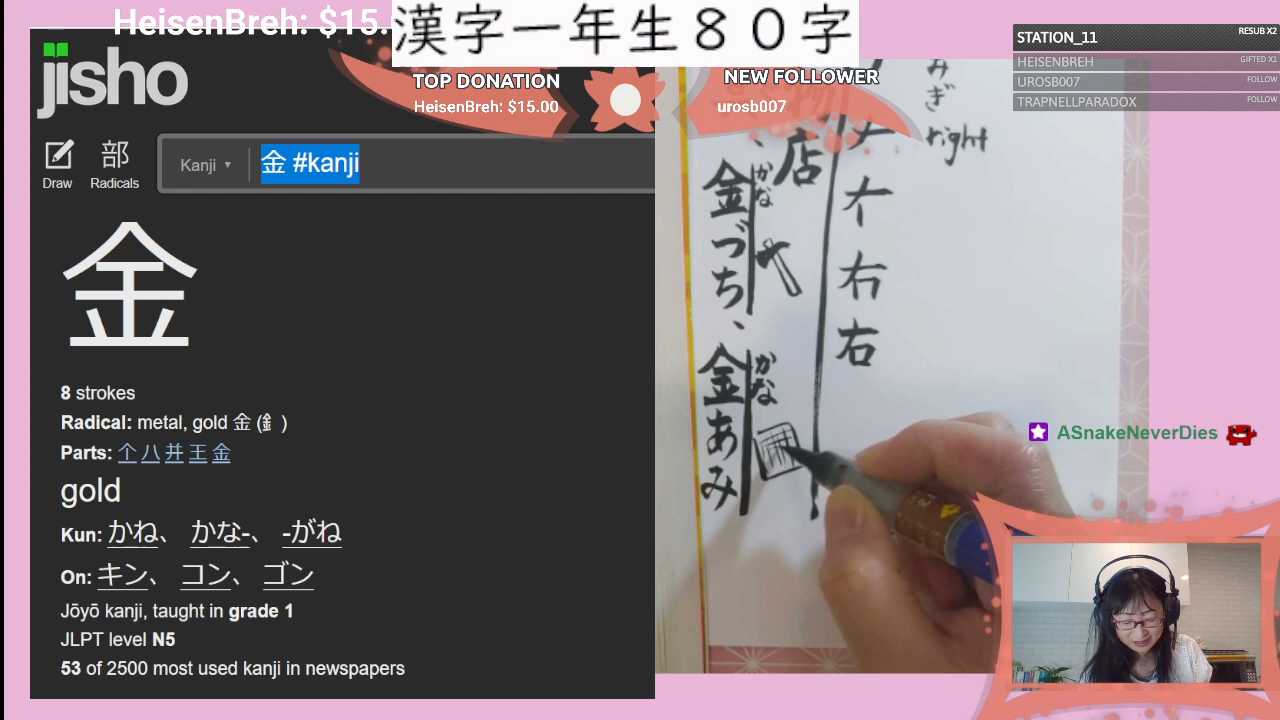 HeisenBreh: $15.
漢字一年生８０字
jisho
TOP DONATION
HeisenBreh: $15.00
NEW FOLLOWER
urosb007
STATION_11
RESUB X2
HEISENBREH
GIFTED X1
UROSB007
FOLLOW
TRAPNELLPARADOX
FOLLOW
Draw
部
Radicals
Kanji
金 #kanji
金
8 strokes
Radical: metal, gold 金 (釒)
Parts: 个 八 井 王 金
gold
Kun: かね、 かな-、 -がね
On: キン、 コン、 ゴン
Jōyō kanji, taught in grade 1
JLPT level N5
53 of 2500 most used kanji in newspapers
みぎ
right
ナ
右
右
店
、金づち、金あみ
かな
かな
ASnakeNeverDies